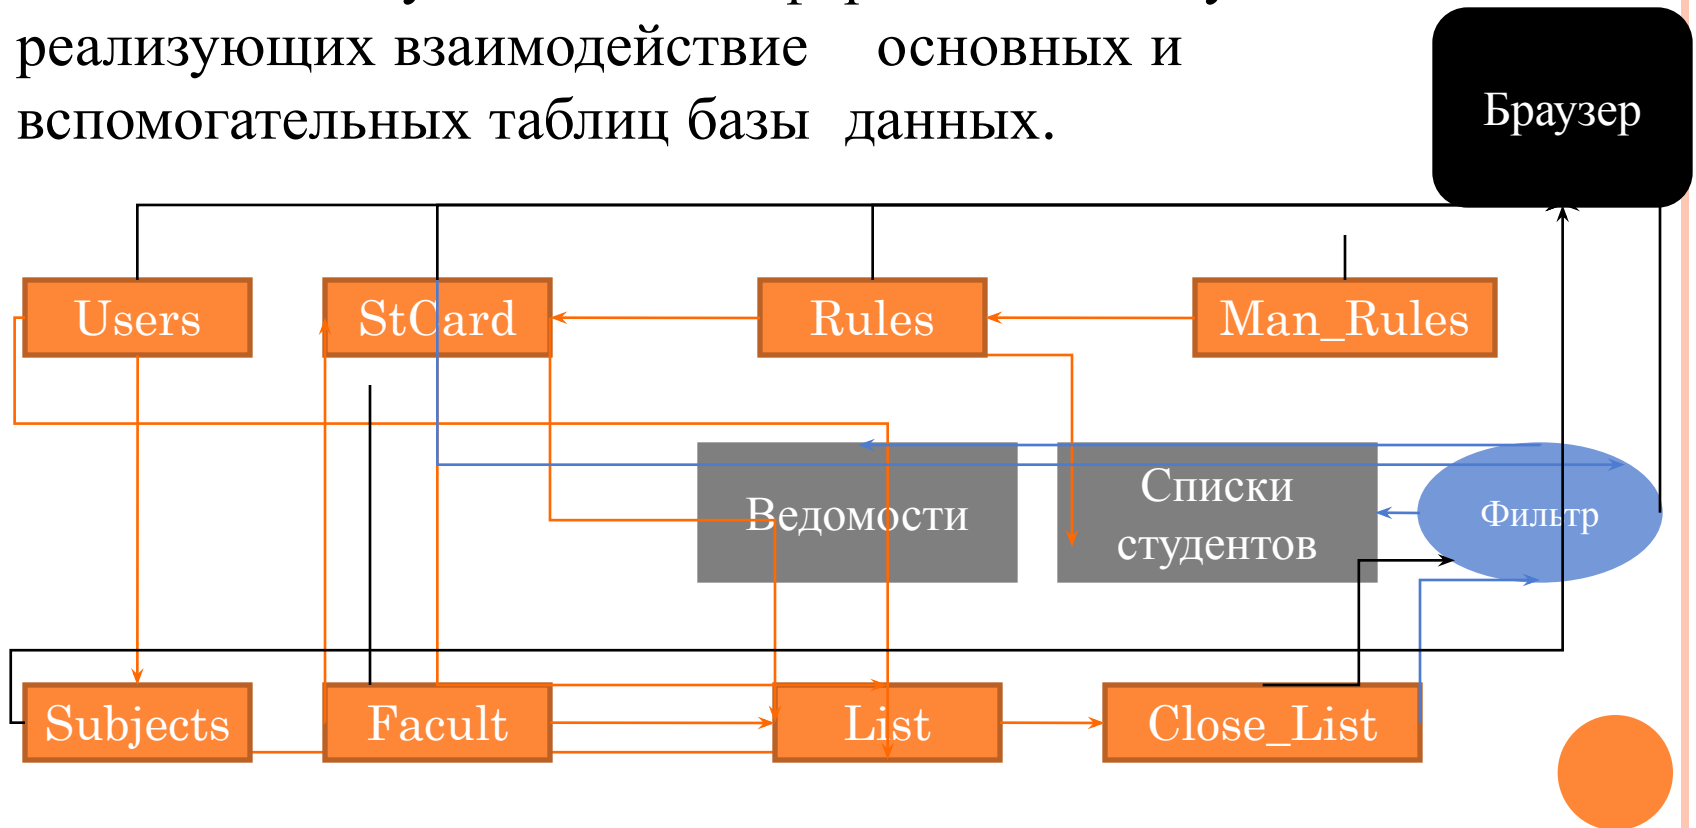 реализующих взаимодействие основных и
вспомогательных таблиц базы данных.
Браузер
Users
StCard
Rules
Man_Rules
Ведомости
Списки
студентов
Фильтр
Subjects
Facult
List
Close_List